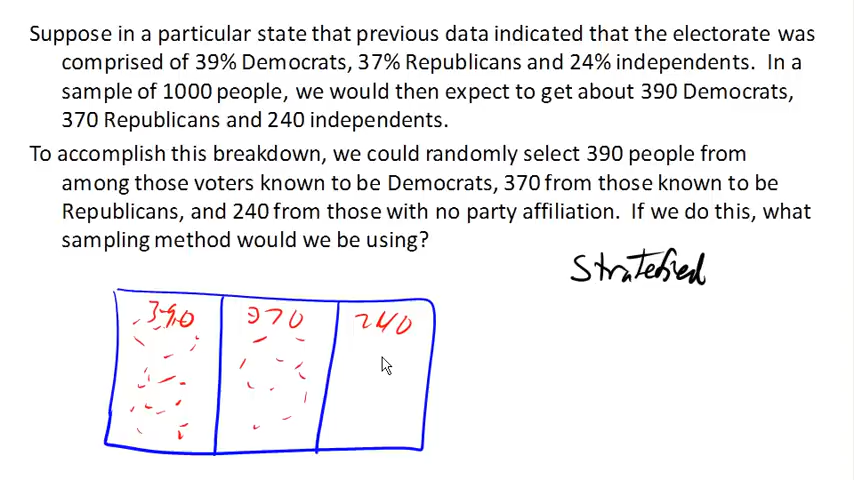 Suppose in a particular state that previous data indicated that the electorate was
comprised of 39% Democrats, 37% Republicans and 24% independents. In a
sample of 1000 people, we would then expect to get about 390 Democrats,
370 Republicans and 240 independents.
To accomplish this breakdown, we could randomly select 390 people from
among those voters known to be Democrats, 370 from those known to be
Republicans, and 240 from those with no party affiliation. If we do this, what
sampling method would we be using?
Stratefied
390 370 240